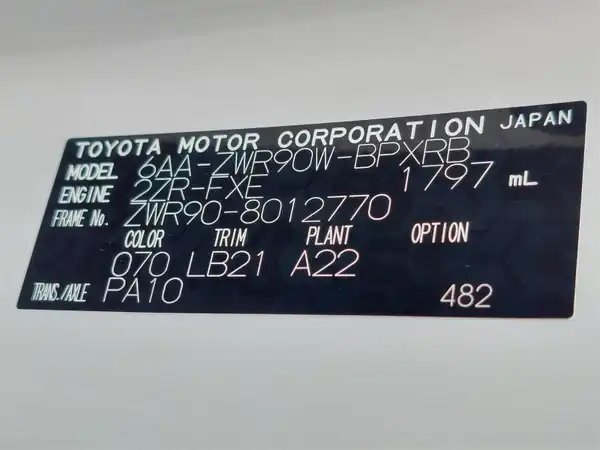 TOYOTA MOTOR CORPORATION JAPAN
MODEL 6AA-ZWR90W-BPXRB
ENGINE 2ZR-FXE 1797 mL
FRAME No. ZWR90-8012770
COLOR TRIM PLANT OPTION
070 LB21 A22
TRANS./AXLE PA10 482